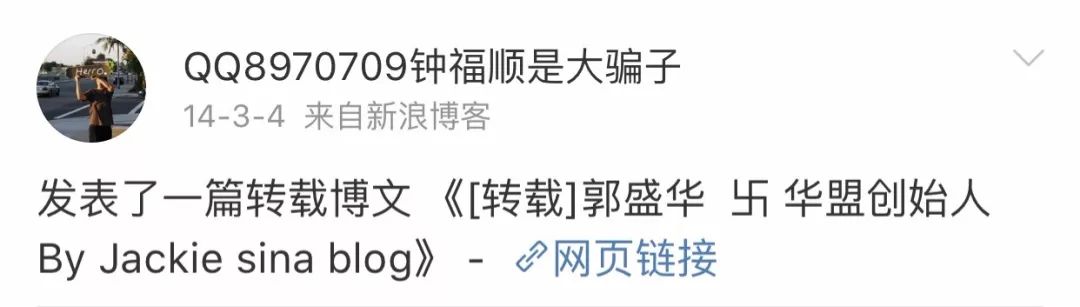 Herro.
QQ8970709钟福顺是大骗子
14-3-4 来自新浪博客
发表了一篇转载博文 《[转载]郭盛华 卐 华盟创始人
By Jackie sina blog》 - 网页链接